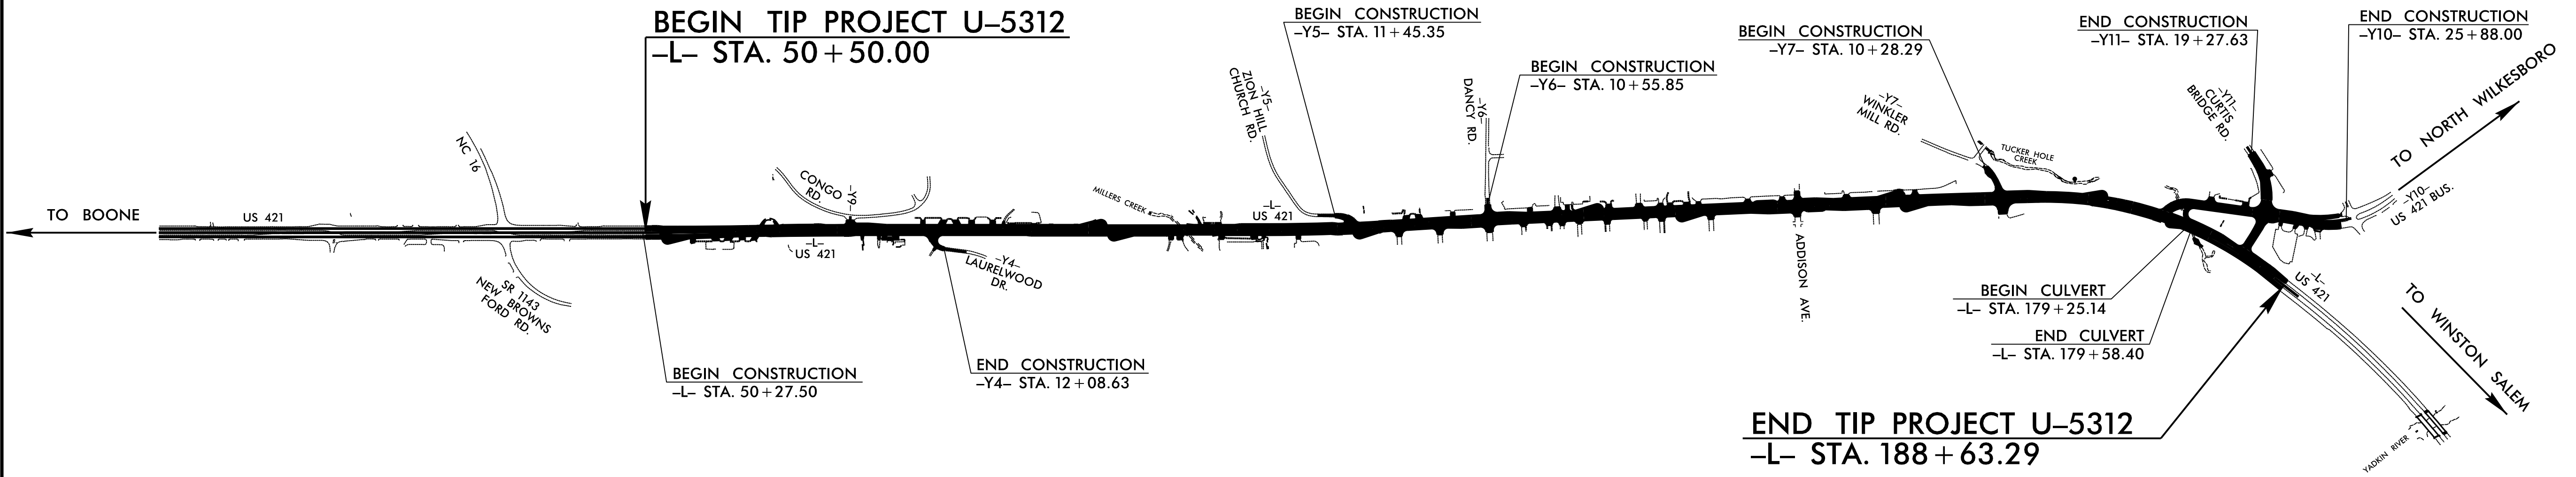 BEGIN TIP PROJECT U–5312
–L– STA. 50+50.00
BEGIN CONSTRUCTION
–Y5– STA. 11+45.35
BEGIN CONSTRUCTION
–Y6– STA. 10+55.85
BEGIN CONSTRUCTION
–Y7– STA. 10+28.29
END CONSTRUCTION
–Y11– STA. 19+27.63
END CONSTRUCTION
–Y10– STA. 25+88.00
TO NORTH WILKESBORO
–Y10–
US 421 BUS.
–Y11–
CURTIS
BRIDGE RD.
–Y7–
WINKLER
MILL RD.
TUCKER HOLE
CREEK
–Y6–
DANCY RD.
–Y5–
ZION HILL
CHURCH RD.
MILLERS CREEK
–Y9–
CONGO
RD.
NC 16
TO BOONE
US 421
–L–
US 421
–L–
US 421
–Y4–
LAURELWOOD
DR.
SR 1143
NEW BROWNS
FORD RD.
ADDISON AVE.
–L–
US 421
TO WINSTON SALEM
BEGIN CULVERT
–L– STA. 179+25.14
END CULVERT
–L– STA. 179+58.40
BEGIN CONSTRUCTION
–L– STA. 50+27.50
END CONSTRUCTION
–Y4– STA. 12+08.63
END TIP PROJECT U–5312
–L– STA. 188+63.29
YADKIN RIVER